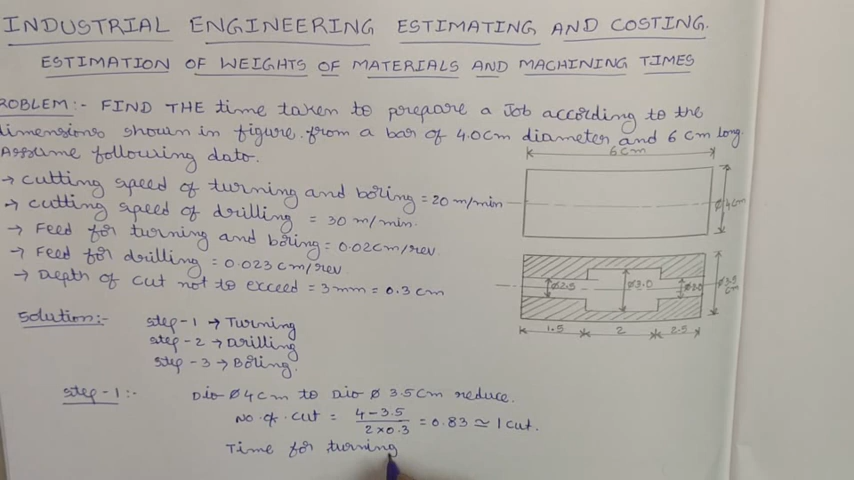 INDUSTRIAL ENGINEERING ESTIMATING AND COSTING.
ESTIMATION OF WEIGHTS OF MATERIALS AND MACHINING TIMES
ROBLEM:- FIND THE time taken to prepare a Job according to the
dimensions shown in figure. from a bar of 4.0cm diameter and 6 cm long.
Assume following data.
→ cutting speed of turning and boring = 20 m/min
→ cutting speed of drilling = 30 m/min.
→ Feed for turning and boring = 0.02cm/rev.
→ Feed for drilling = 0.023 cm/rev
→ Depth of cut not to exceed = 3mm = 0.3 cm
6cm
ø4cm
ø2.5
ø3.0
cm
1.5
2
2.5
Solution:-
step-1 → Turning
step-2 → Drilling
step-3 → Boring.
step-1:-
Dia ø4cm to Dia ø 3.5cm reduce.
No. of. cut = 4-3.5 / 2×0.3 = 0.83 ≃ 1 cut.
Time for turning